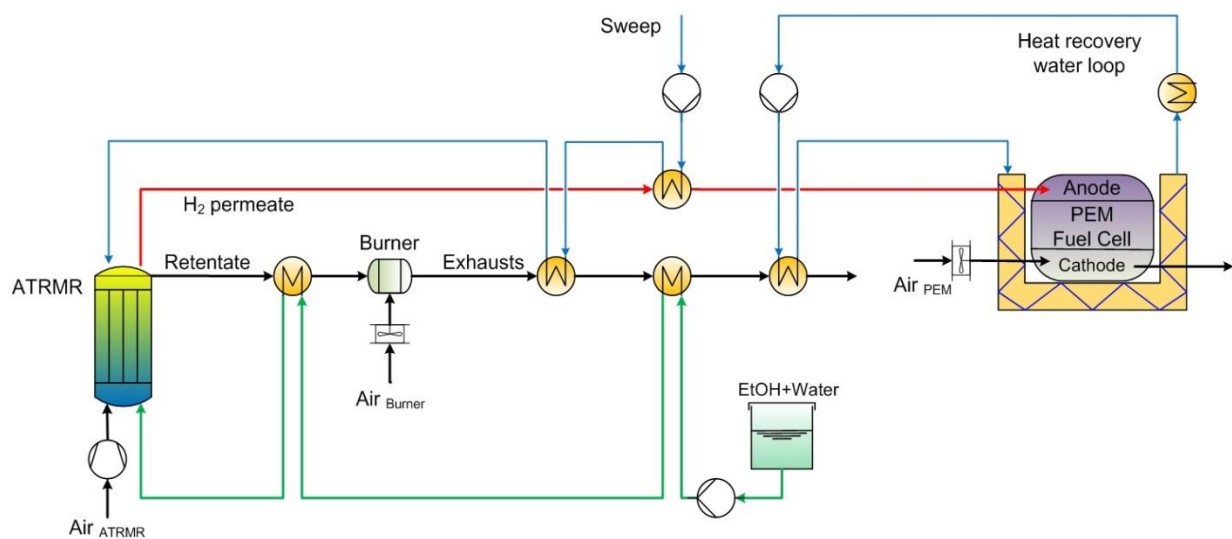 Sweep
Heat recovery
water loop
H₂ permeate
Anode
PEM
Fuel Cell
Cathode
Retentate
Burner
Exhausts
ATRMR
Air PEM
Air Burner
EtOH+Water
Air ATRMR